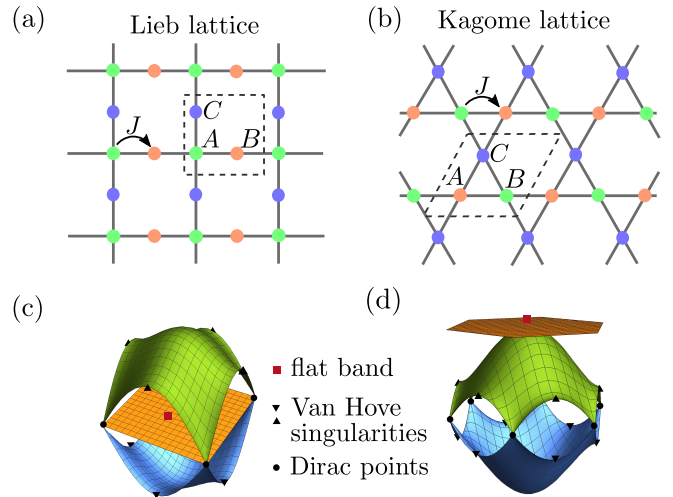 (a)
Lieb lattice
J
C
A
B
(b)
Kagome lattice
J
C
A
B
(c)
flat band
Van Hove
singularities
Dirac points
(d)